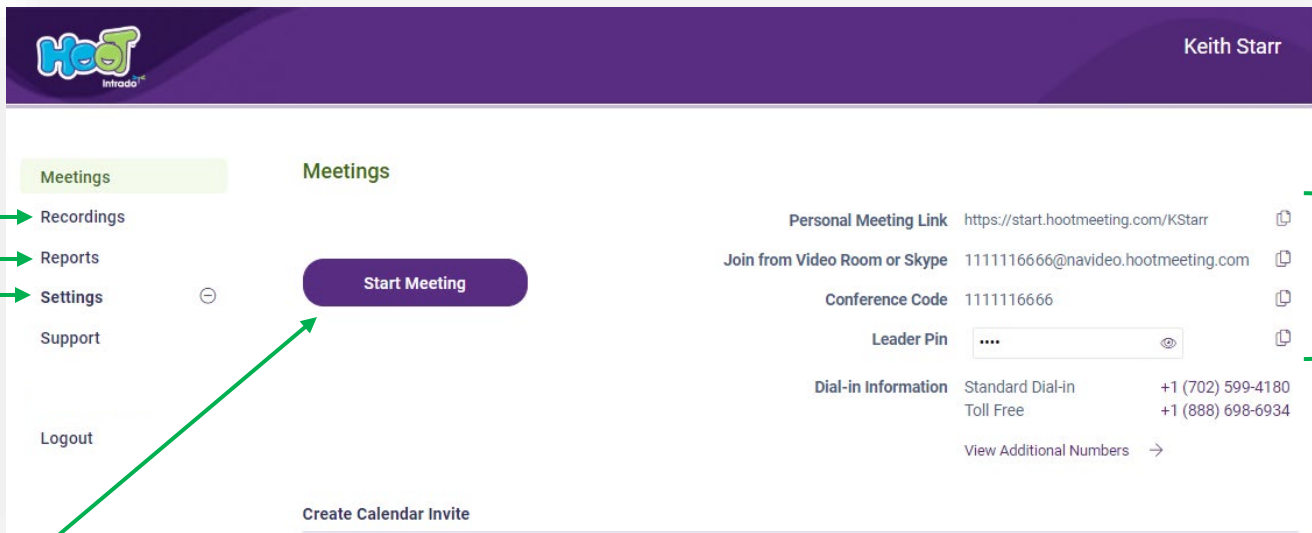 HooT
Intrado
Keith Starr
Meetings
Recordings
Reports
Settings
Support
Logout
Meetings
Start Meeting
Personal Meeting Link https://start.hootmeeting.com/KStarr
Join from Video Room or Skype 1111116666@navideo.hootmeeting.com
Conference Code 1111116666
Leader Pin ••••
Dial-in Information Standard Dial-in +1 (702) 599-4180
Toll Free +1 (888) 698-6934
View Additional Numbers →
Create Calendar Invite